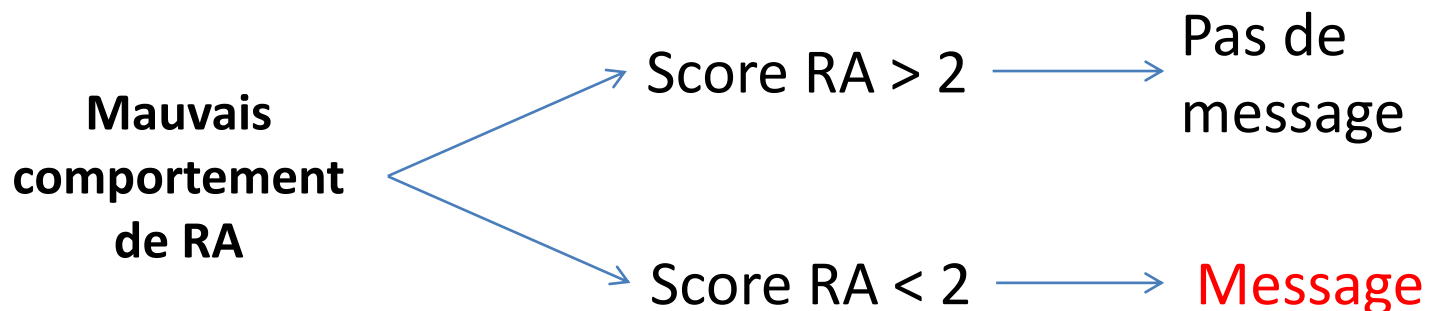 Mauvais
comportement
de RA
Score RA > 2
Pas de
message
Score RA < 2
Message